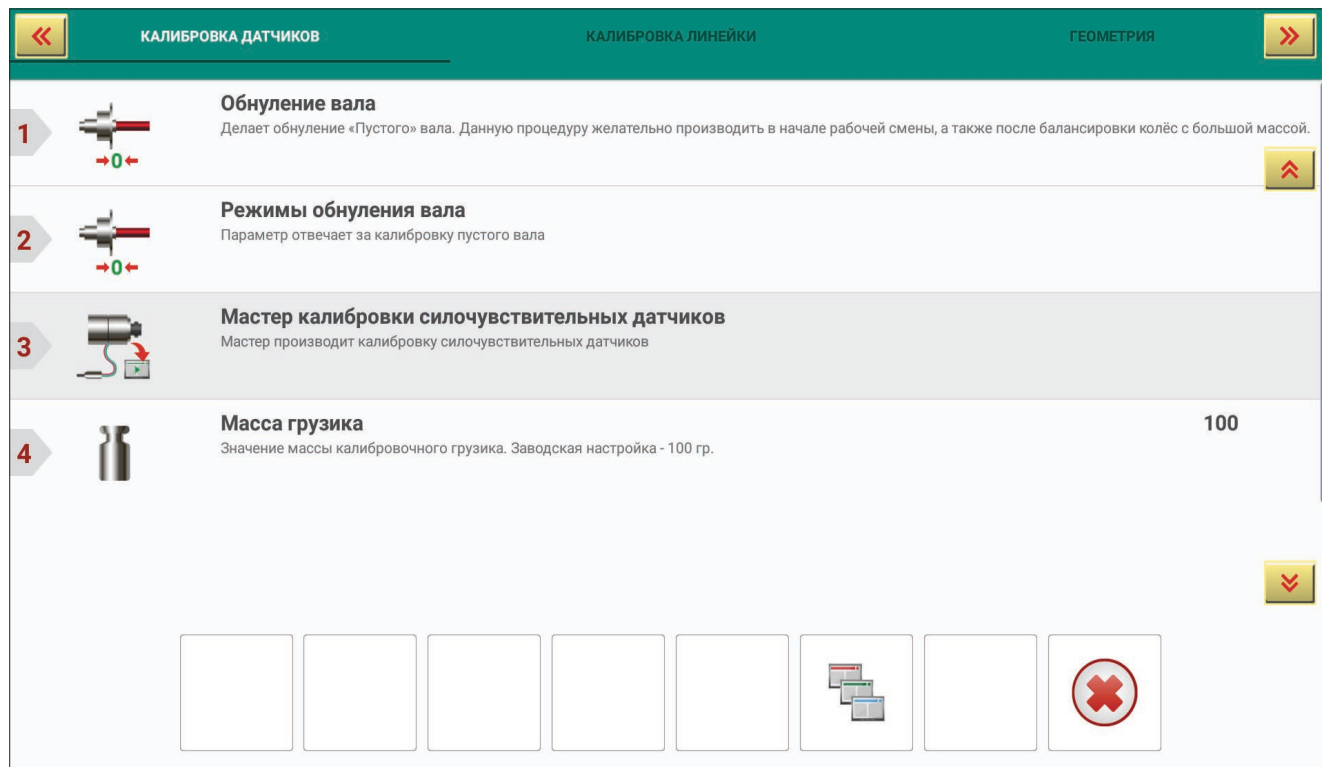 КАЛИБРОВКА ДАТЧИКОВ
КАЛИБРОВКА ЛИНЕЙКИ
ГЕОМЕТРИЯ
1
Обнуление вала
Делает обнуление «Пустого» вала. Данную процедуру желательно производить в начале рабочей смены, а также после балансировки колёс с большой массой.
0
2
Режимы обнуления вала
Параметр отвечает за калибровку пустого вала
0
3
Мастер калибровки силочувствительных датчиков
Мастер производит калибровку силочувствительных датчиков
4
Масса грузика
100
Значение массы калибровочного грузика. Заводская настройка - 100 гр.